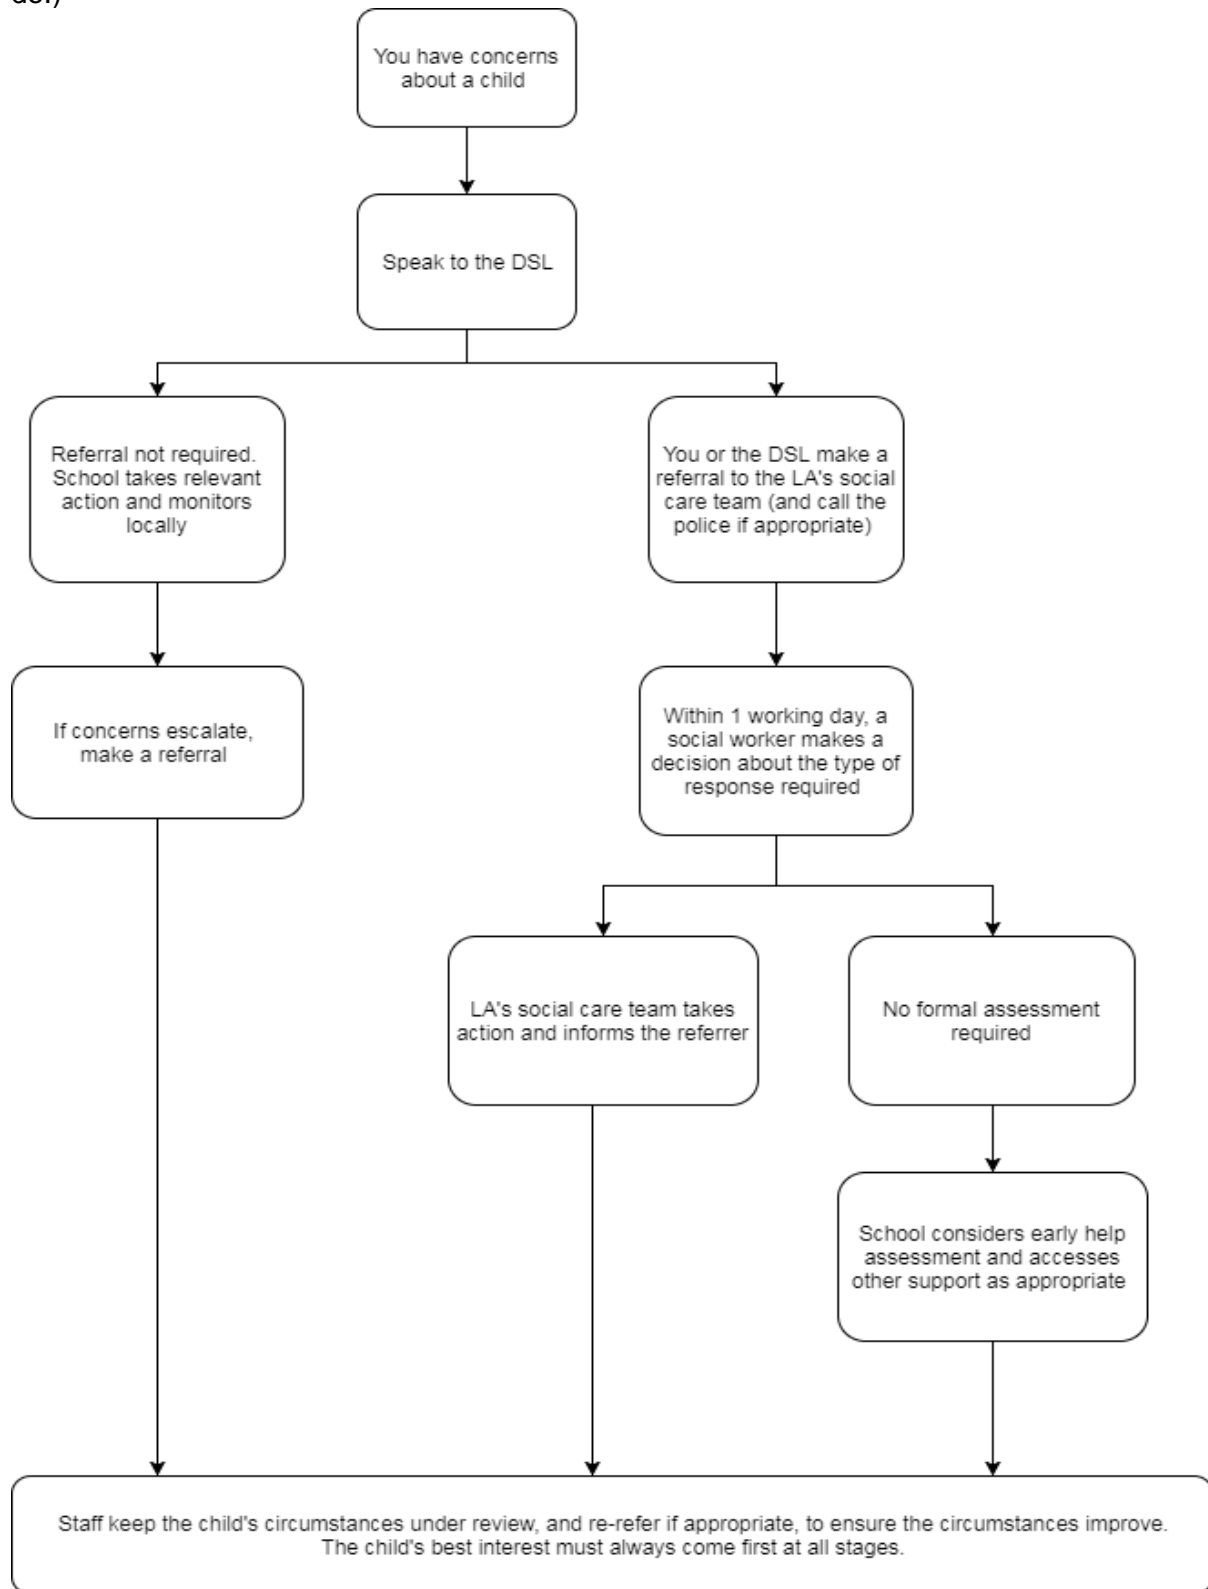 do.)
You have concerns
about a child
Speak to the DSL
Referral not required.
School takes relevant
action and monitors
locally
You or the DSL make a
referral to the LA's social
care team (and call the
police if appropriate)
If concerns escalate,
make a referral
Within 1 working day, a
social worker makes a
decision about the type of
response required
LA's social care team takes
action and informs the referrer
No formal assessment
required
School considers early help
assessment and accesses
other support as appropriate
Staff keep the child's circumstances under review, and re-refer if appropriate, to ensure the circumstances improve.
The child's best interest must always come first at all stages.